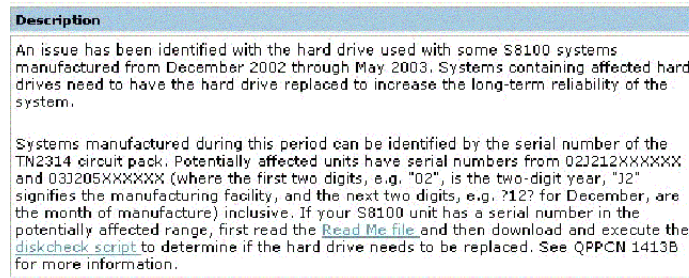 Description
An issue has been identified with the hard drive used with some S8100 systems
manufactured from December 2002 through May 2003. Systems containing affected hard
drives need to have the hard drive replaced to increase the long-term reliability of the
system.
Systems manufactured during this period can be identified by the serial number of the
TN2314 circuit pack. Potentially affected units have serial numbers from 02J212XXXXXX
and 03J205XXXXXX (where the first two digits, e.g. "02", is the two-digit year, "J2"
signifies the manufacturing facility, and the next two digits, e.g. ?12? for December, are
the month of manufacture) inclusive. If your S8100 unit has a serial number in the
potentially affected range, first read the Read Me file and then download and execute the
diskcheck script to determine if the hard drive needs to be replaced. See QPPCN 1413B
for more information.